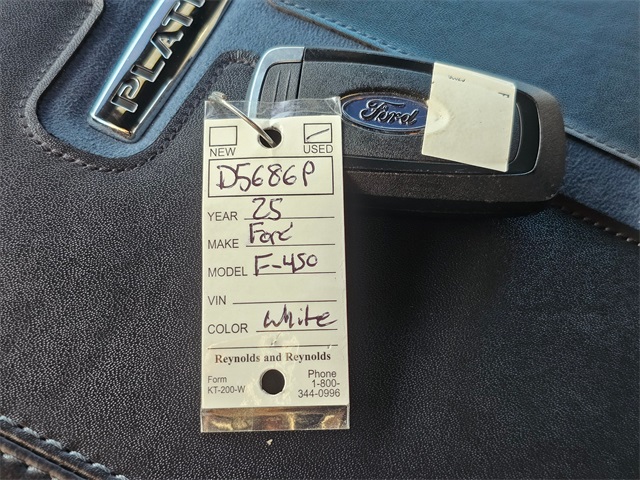 PLATI
Ford
NEW USED
D5686P
YEAR 25
MAKE Ford
MODEL F-450
VIN
COLOR White
Reynolds and Reynolds
Form
KT-200-W
Phone
1-800-
344-0996